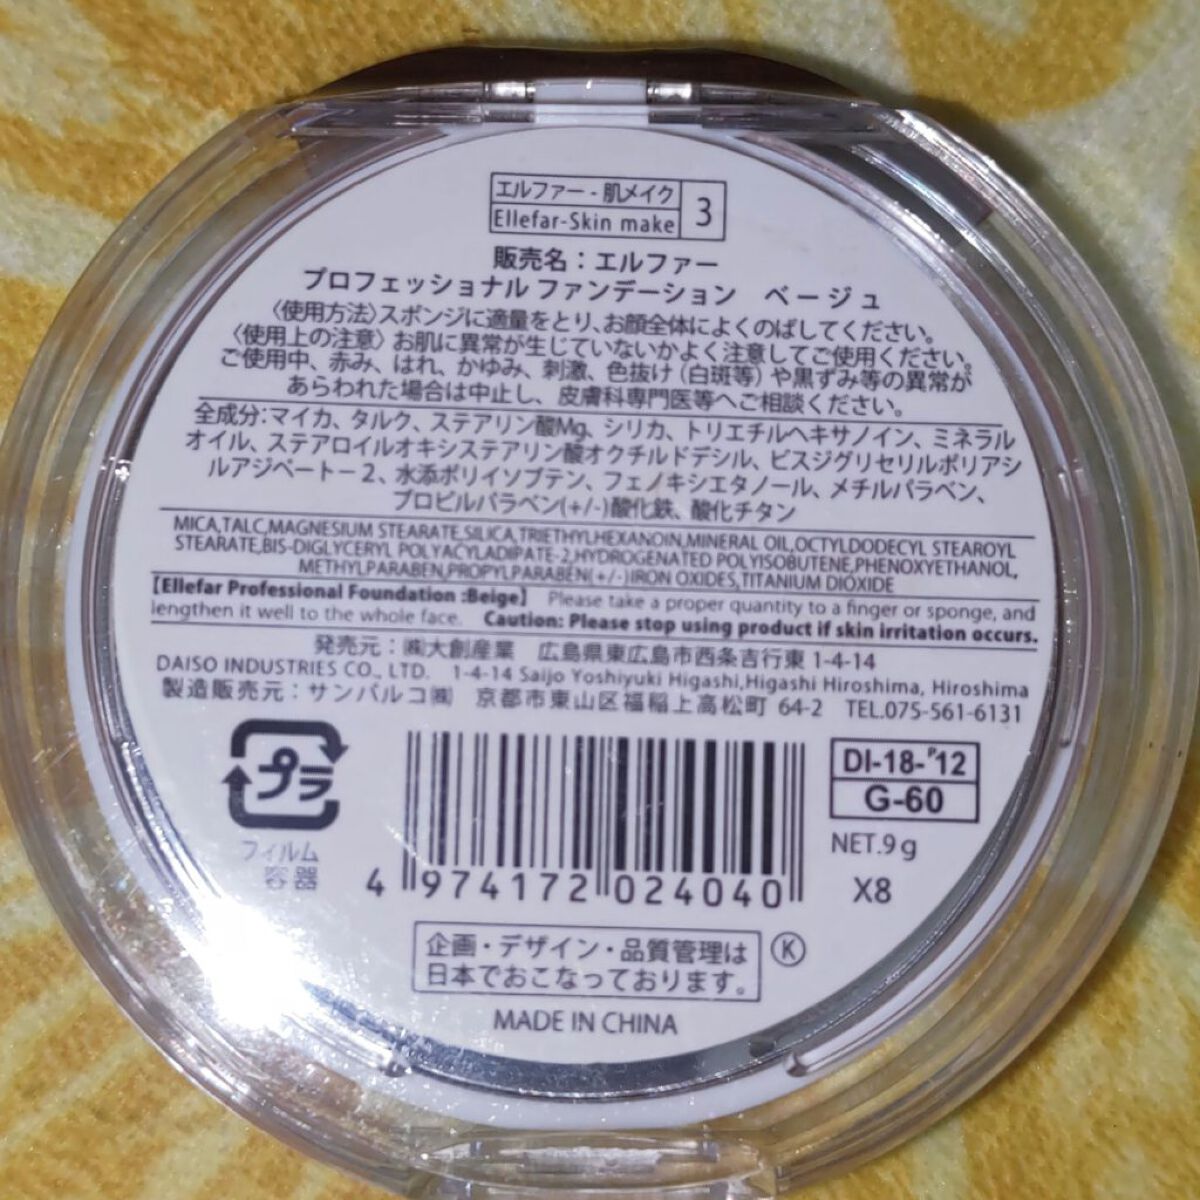 エルファー - 肌メイク 3
Ellefar-Skin make
販売名：エルファー
プロフェッショナル ファンデーション ベージュ
〈使用方法〉スポンジに適量をとり、お顔全体によくのばしてください。
〈使用上の注意〉お肌に異常が生じていないかよく注意してご使用ください。
ご使用中、赤み、はれ、かゆみ、刺激、色抜け（白斑等）や黒ずみ等の異常が
あらわれた場合は中止し、皮膚科専門医等へご相談ください。
全成分：マイカ、タルク、ステアリン酸Mg、シリカ、トリエチルヘキサノイン、ミネラル
オイル、ステアロイルオキシステアリン酸オクチルドデシル、ビスジグリセリルポリアシ
ルアジペート－2、水添ポリイソブテン、フェノキシエタノール、メチルパラベン、
プロピルパラベン(+/-)酸化鉄、酸化チタン
MICA,TALC,MAGNESIUM STEARATE,SILICA,TRIETHYLHEXANOIN,MINERAL OIL,OCTYLDODECYL STEAROYL
STEARATE,BIS-DIGLYCERYL POLYACYLADIPATE-2,HYDROGENATED POLYISOBUTENE,PHENOXYETHANOL,
METHYLPARABEN,PROPYLPARABEN(+/-)IRON OXIDES,TITANIUM DIOXIDE
【Ellefar Professional Foundation :Beige】 Please take a proper quantity to a finger or sponge, and
lengthen it well to the whole face. Caution: Please stop using product if skin irritation occurs.
発売元：㈱大創産業 広島県東広島市西条吉行東 1-4-14
DAISO INDUSTRIES CO., LTD. 1-4-14 Saijo Yoshiyuki Higashi,Higashi Hiroshima, Hiroshima
製造販売元：サンパルコ㈱ 京都市東山区福稲上高松町 64-2 TEL.075-561-6131
プラ
フィルム
容器
4 974172 024040
DI-18-"12
G-60
NET.9g
X8
企画・デザイン・品質管理は
日本でおこなっております。
K
MADE IN CHINA